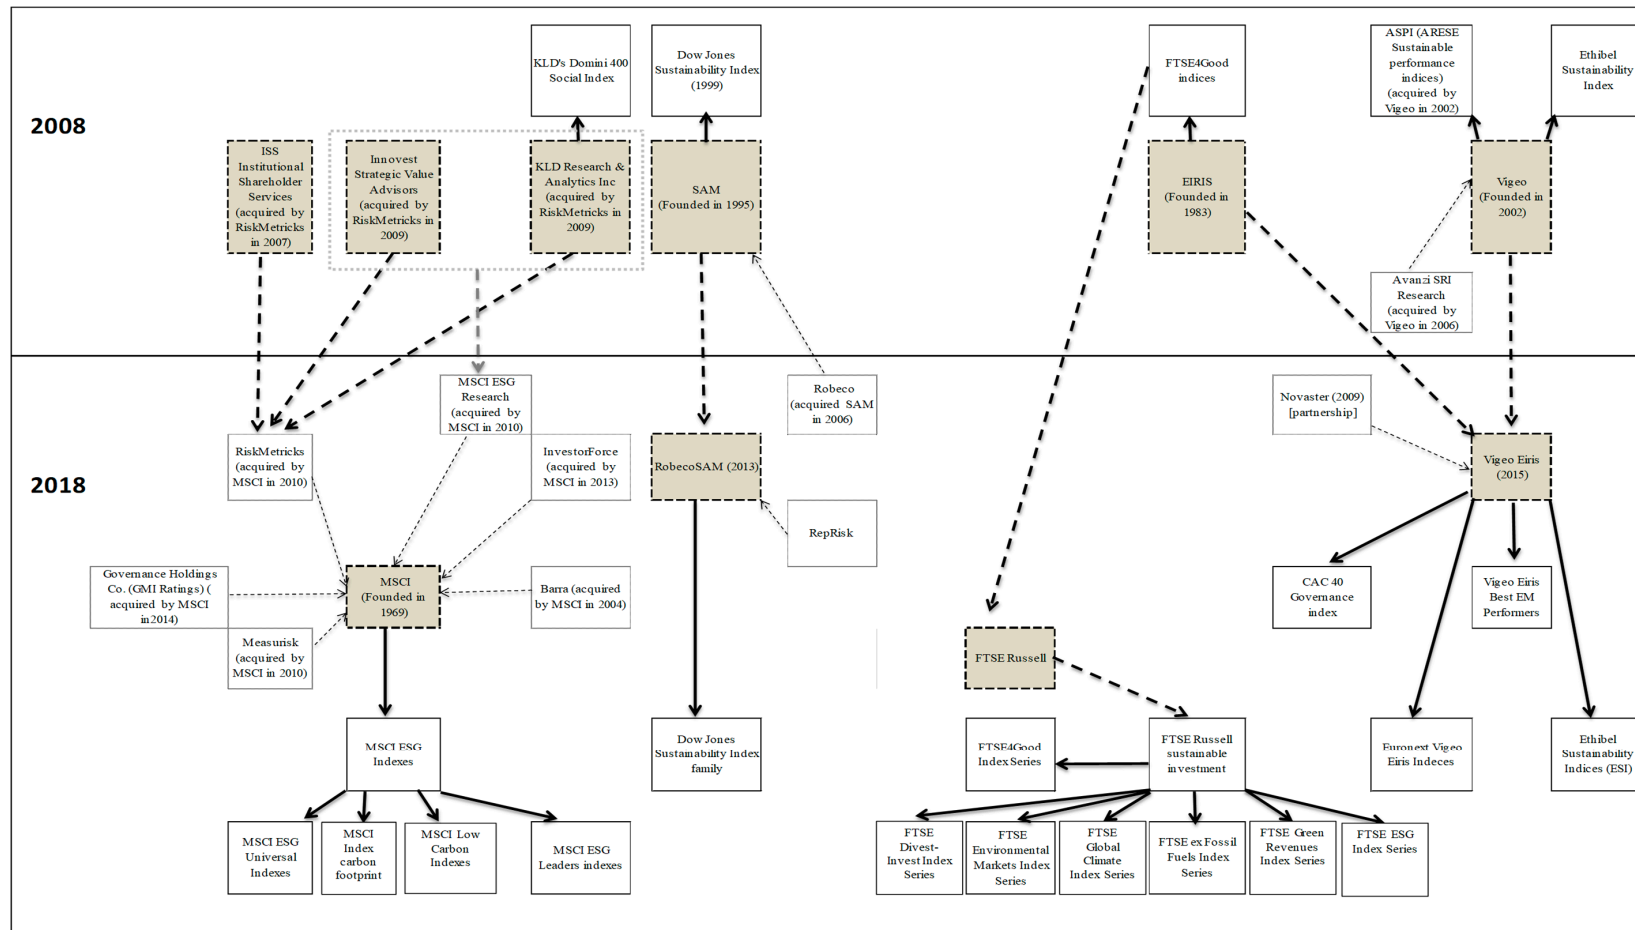 KLD's Domini 400
Social Index
Dow Jones
Sustainability Index
(1999)
FTSE4Good
indices
ASPI (ARESE
Sustainable
performance
indices)
(acquired by
Vigeo in 2002)
Ethibel
Sustainability
Index
2008
ISS
Institutional
Shareholder
Services
(acquired by
RiskMetricks
in 2007)
Innovest
Strategic Value
Advisors
(acquired by
RiskMetricks in
2009)
KLD Research &
Analytics Inc
(acquired by
RiskMetricks in
2009)
SAM
(Founded in 1995)
EIRIS
(Founded in
1983)
Vigeo
(Founded in
2002)
Avanzi SRI
Research
(acquired by
Vigeo in 2006)
MSCI ESG
Research
(acquired by
MSCI in 2010)
Robeco
(acquired SAM
in 2006)
Novaster (2009)
[partnership]
2018
RiskMetrics
(acquired by
MSCI in 2010)
InvestorForce
(acquired by
MSCI in 2013)
RobecoSAM (2013)
Vigeo Eiris
(2015)
RepRisk
Governance Holdings
Co. (GMI Ratings) (
acquired by MSCI
in2014)
MSCI
(Founded in
1969)
Barra (acquired
by MSCI in 2004)
CAC 40
Governance
index
Vigeo Eiris
Best EM
Performers
Measurisk
(acquired by
MSCI in 2010)
FTSE Russell
MSCI ESG
Indexes
Dow Jones
Sustainability Index
family
FTSE4Good
Index Series
FTSE Russell
sustainable
investment
Euronext Vigeo
Eiris Indeces
Ethibel
Sustainability
Indices (ESI)
MSCI ESG
Universal
Indexes
MSCI
Index
carbon
footprint
MSCI Low
Carbon
Indexes
MSCI ESG
Leaders indexes
FTSE
Divest-
Invest Index
Series
FTSE
Environmental
Markets Index
Series
FTSE
Global
Climate
Index Series
FTSE ex Fossil
Fuels Index
Series
FTSE Green
Revenues
Index Series
FTSE ESG
Index Series